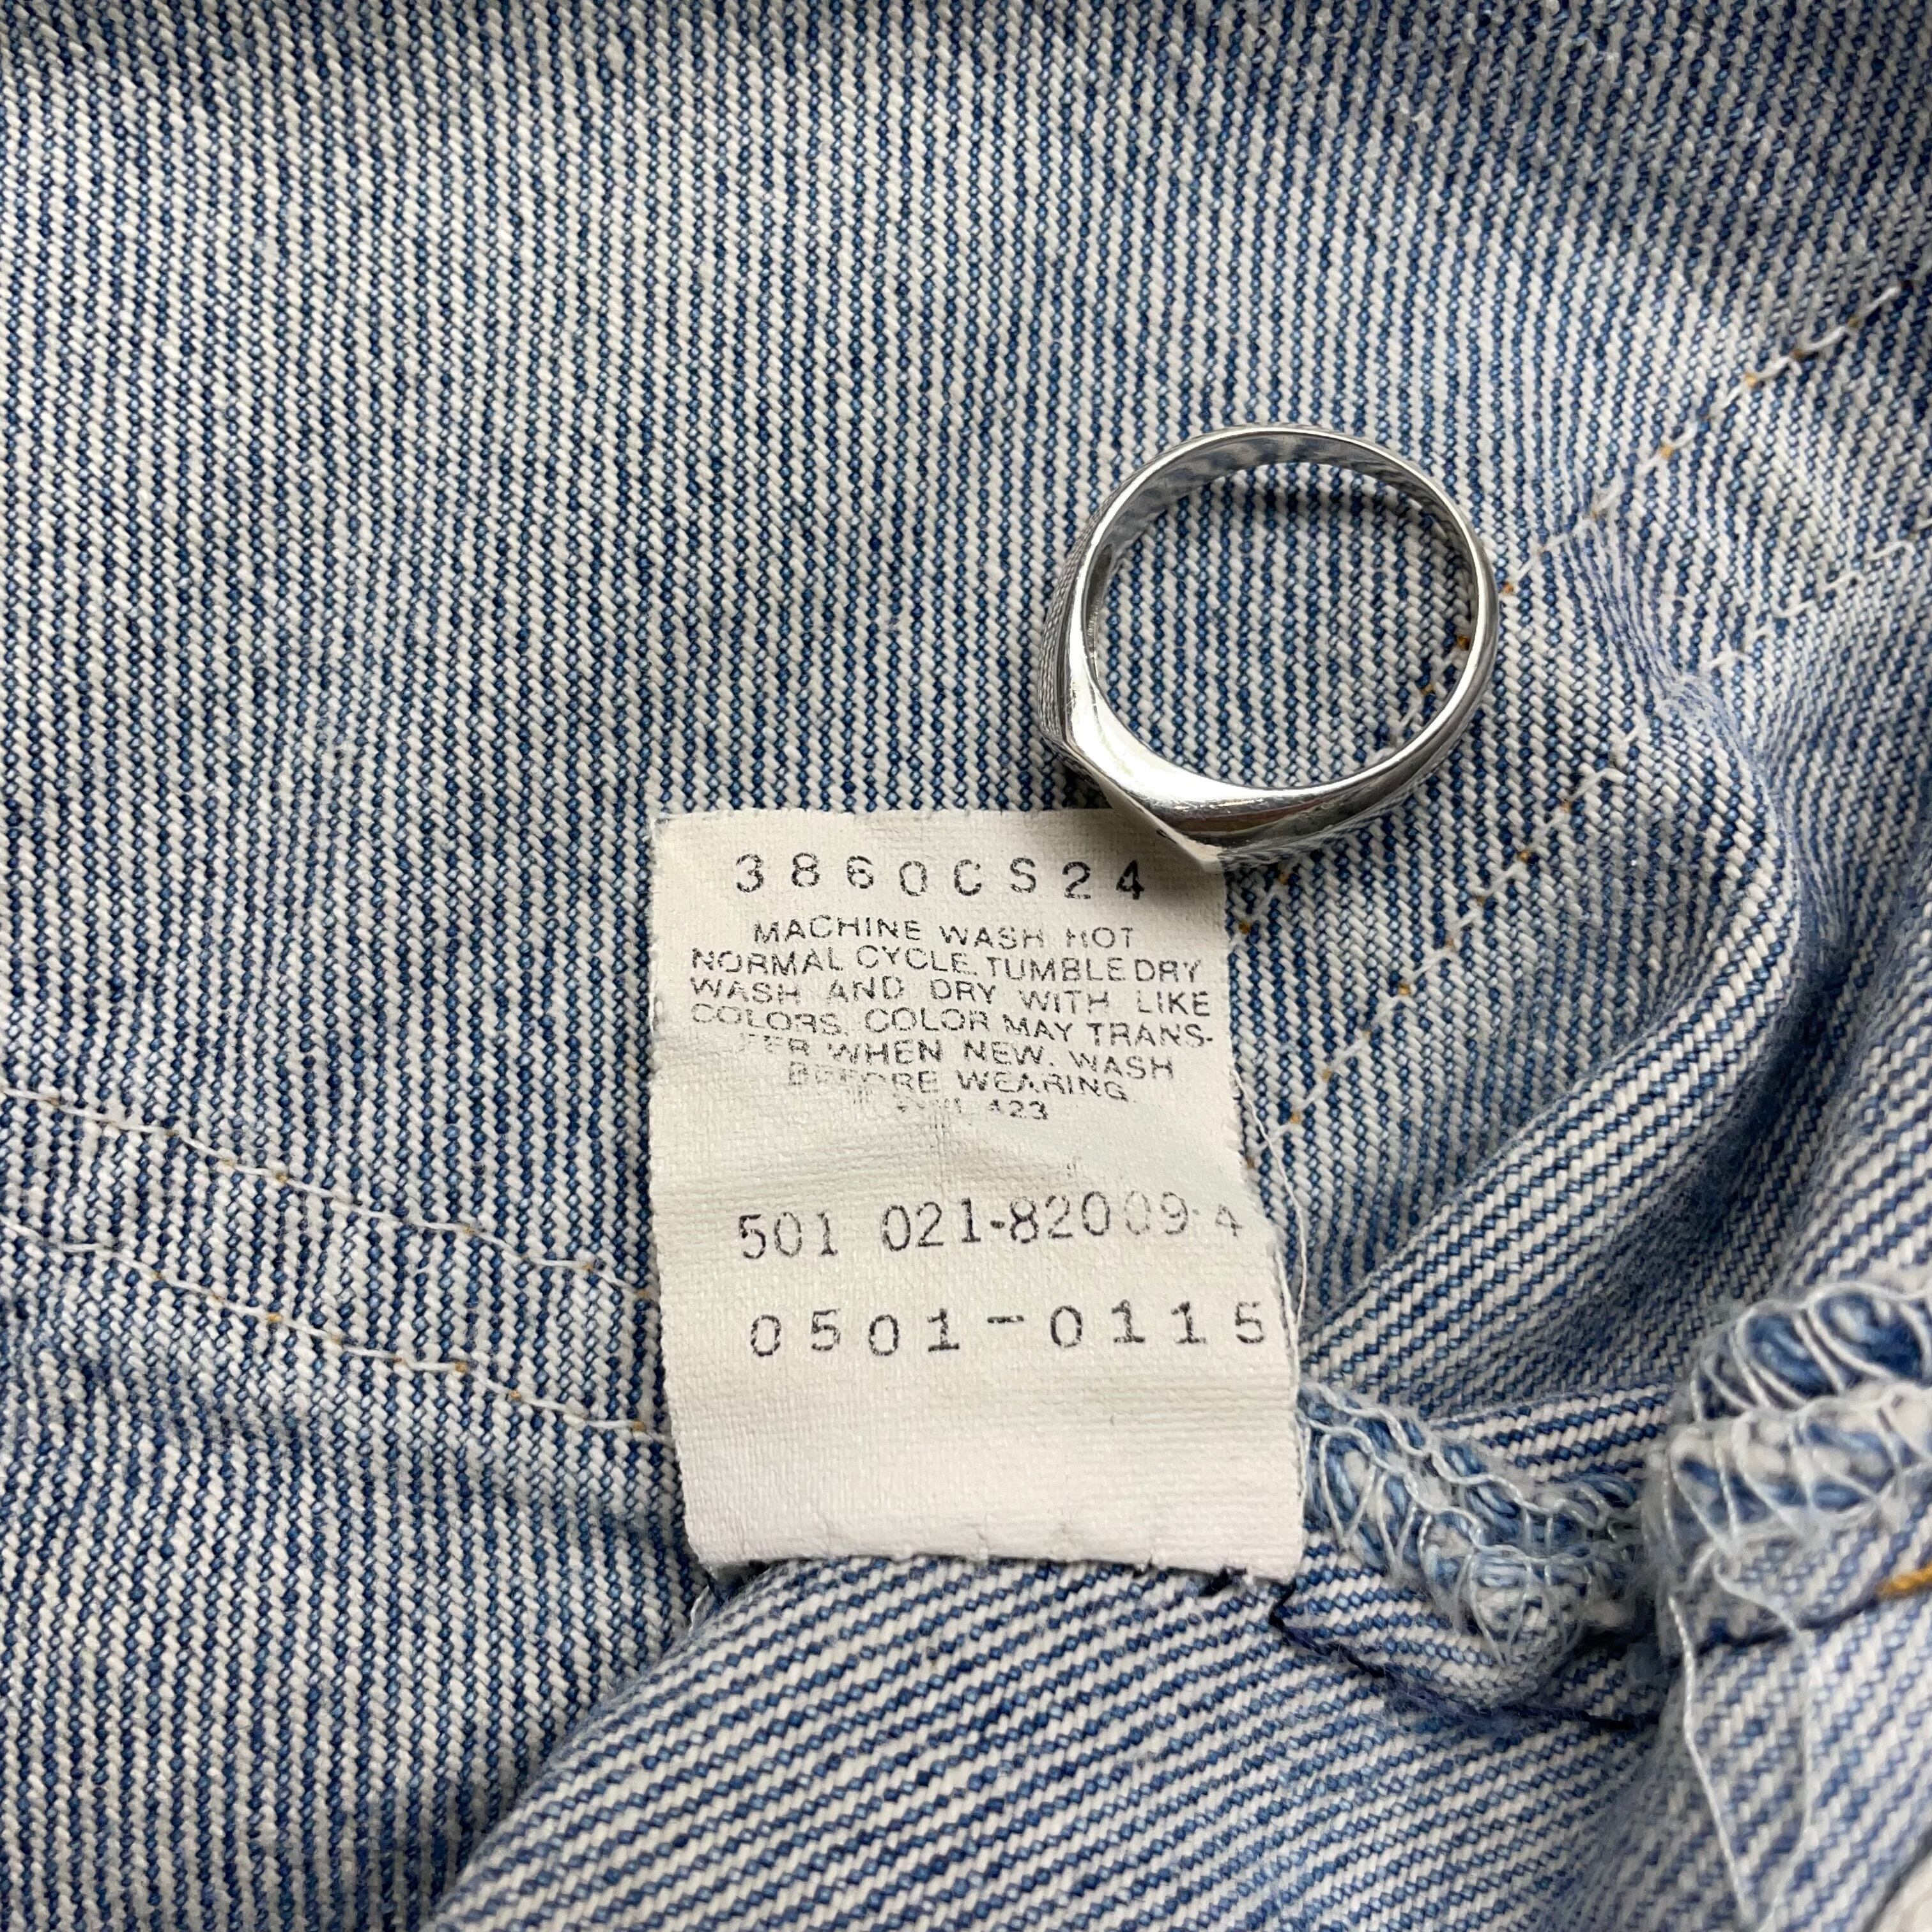 3860CS24
MACHINE WASH HOT
NORMAL CYCLE. TUMBLE DRY
WASH AND DRY WITH LIKE
COLORS. COLOR MAY TRANS-
FER WHEN NEW. WASH
BEFORE WEARING.
423
501 021-82009-4
0501-0115